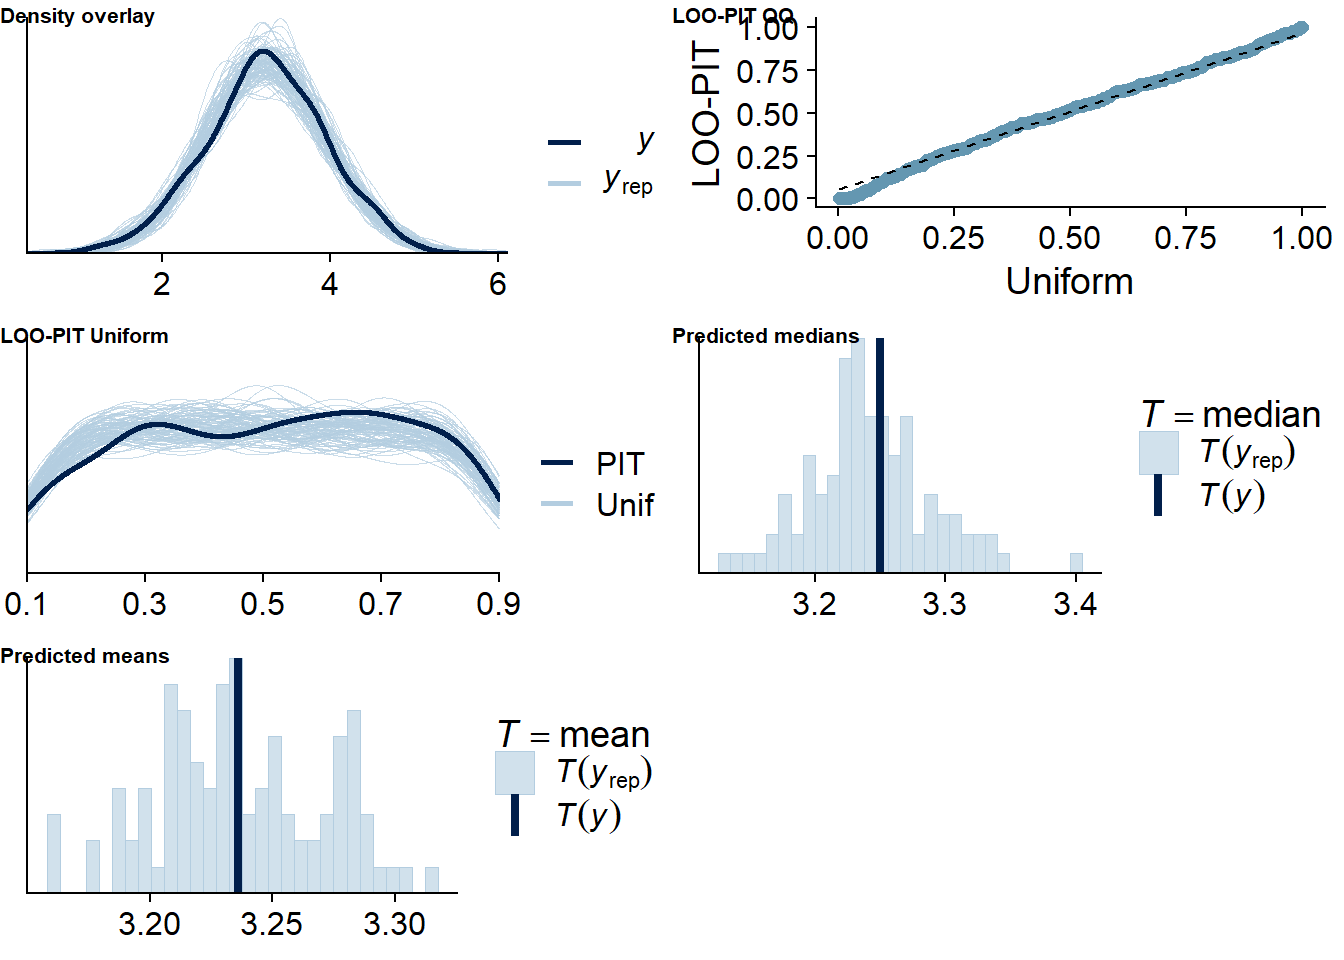 Density overlay
y
yrep
2 4 6
LOO-PIT QQ
LOO-PIT
1.00
0.75
0.50
0.25
0.00
0.00 0.25 0.50 0.75 1.00
Uniform
LOO-PIT Uniform
PIT
Unif
0.1 0.3 0.5 0.7 0.9
Predicted medians
T = median
T(yrep)
T(y)
3.2 3.3 3.4
Predicted means
T = mean
T(yrep)
T(y)
3.20 3.25 3.30